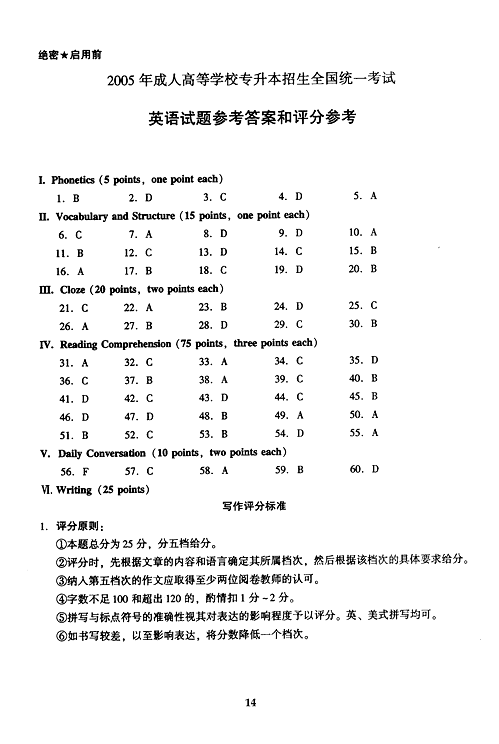 绝密★启用前
2005 年成人高等学校专升本招生全国统一考试
英语试题参考答案和评分参考
I. Phonetics (5 points, one point each)
1. B 2. D 3. C 4. D 5. A
II. Vocabulary and Structure (15 points, one point each)
6. C 7. A 8. D 9. D 10. A
11. B 12. C 13. D 14. C 15. B
16. A 17. B 18. C 19. D 20. B
III. Cloze (20 points, two points each)
21. C 22. A 23. B 24. D 25. C
26. A 27. B 28. D 29. C 30. B
IV. Reading Comprehension (75 points, three points each)
31. A 32. C 33. A 34. C 35. D
36. C 37. B 38. A 39. C 40. B
41. D 42. C 43. D 44. C 45. B
46. D 47. D 48. B 49. A 50. A
51. B 52. C 53. B 54. D 55. A
V. Daily Conversation (10 points, two points each)
56. F 57. C 58. A 59. B 60. D
VI. Writing (25 points)
写作评分标准
1. 评分原则：
①本题总分为 25 分，分五档给分。
②评分时，先根据文章的内容和语言确定其所属档次，然后根据该档次的具体要求给分。
③纳入第五档次的作文应取得至少两位阅卷教师的认可。
④字数不足 100 和超出 120 的，酌情扣 1 分 - 2 分。
⑤拼写与标点符号的准确性视其对表达的影响程度予以评分。英、美式拼写均可。
⑥如书写较差，以至影响表达，将分数降低一个档次。
14